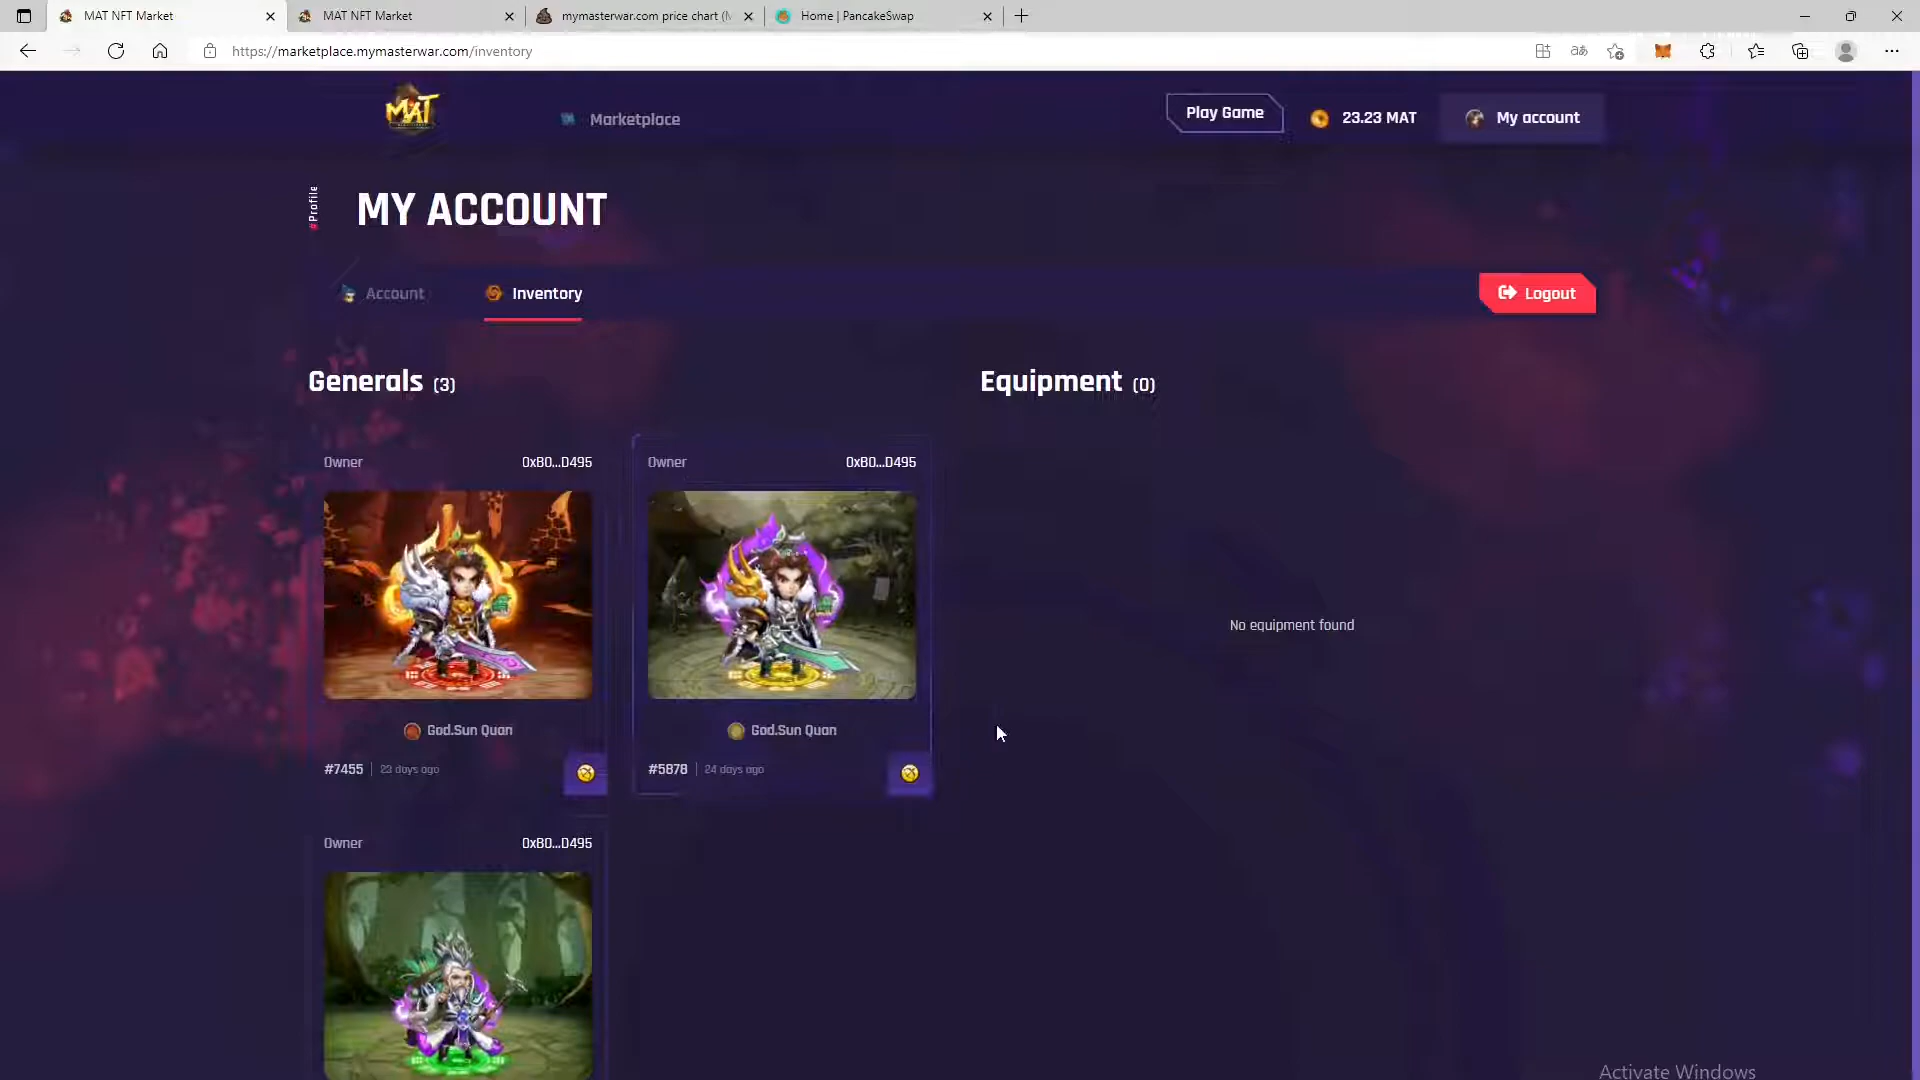 MAT NFT Market
MAT NFT Market
mymasterwar.com price chart (M
Home | PancakeSwap
https://marketplace.mymasterwar.com/inventory
MAT
Marketplace
Play Game
23.23 MAT
My account
#Profile
MY ACCOUNT
Account
Inventory
Logout
Generals (3)
Equipment (0)
Owner 0xB0...D495
Owner 0xB0...D495
God.Sun Quan
God.Sun Quan
#7455 | 23 days ago
#5878 | 24 days ago
No equipment found
Owner 0xB0...D495
Activate Windows